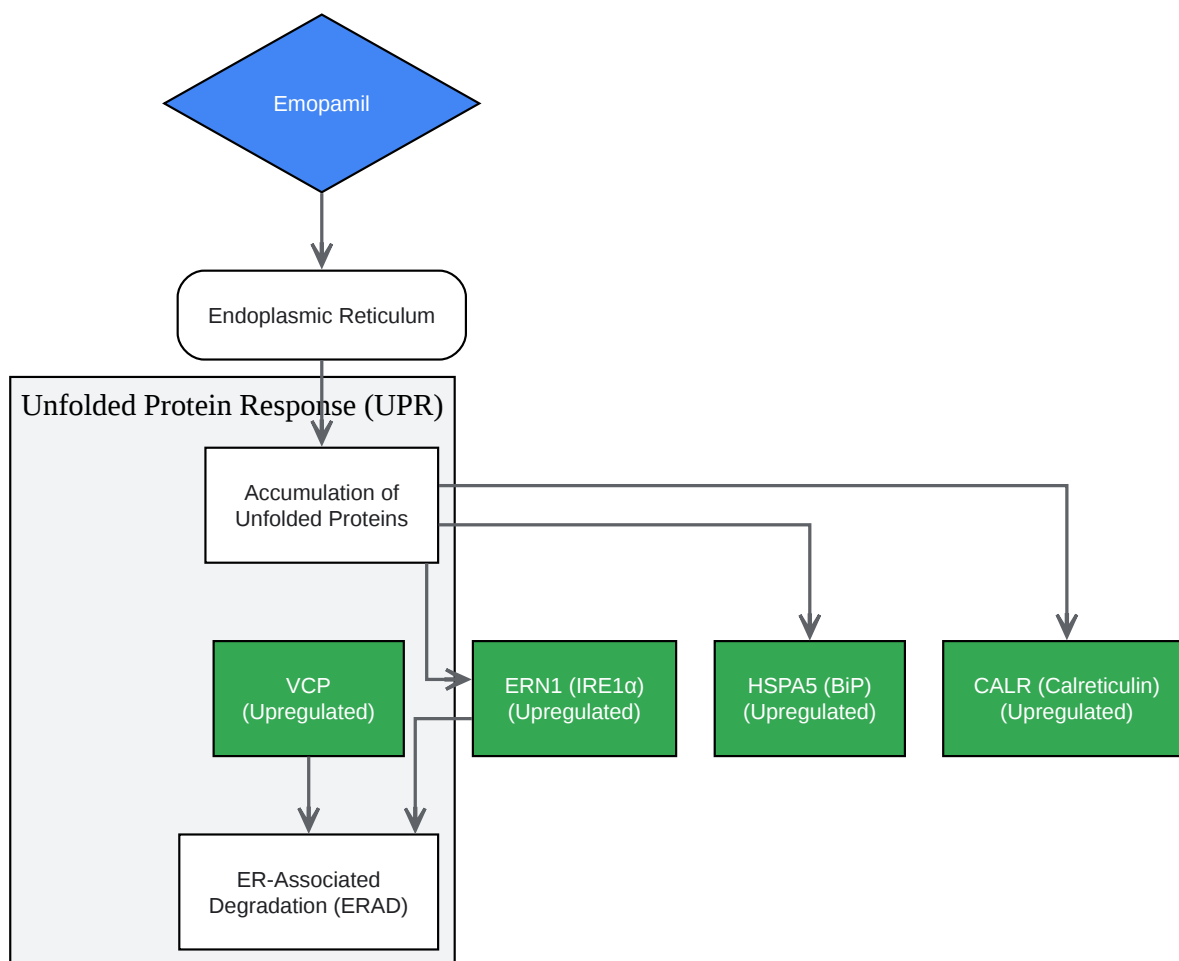 Emopamil
Endoplasmic Reticulum
Unfolded Protein Response (UPR)
Accumulation of
Unfolded Proteins
VCP
(Upregulated)
ERN1 (IRE1α)
(Upregulated)
HSPA5 (BiP)
(Upregulated)
CALR (Calreticulin)
(Upregulated)
ER-Associated
Degradation (ERAD)